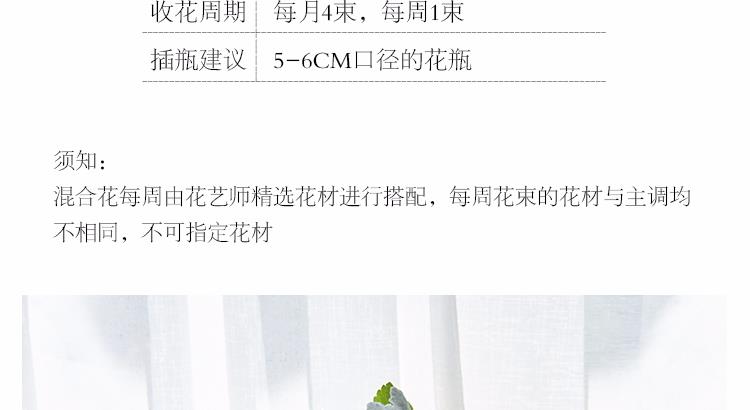 收花周期 每月4束，每周1束
插瓶建议 5-6CM口径的花瓶
须知：
混合花每周由花艺师精选花材进行搭配，每周花束的花材与主调均
不相同，不可指定花材